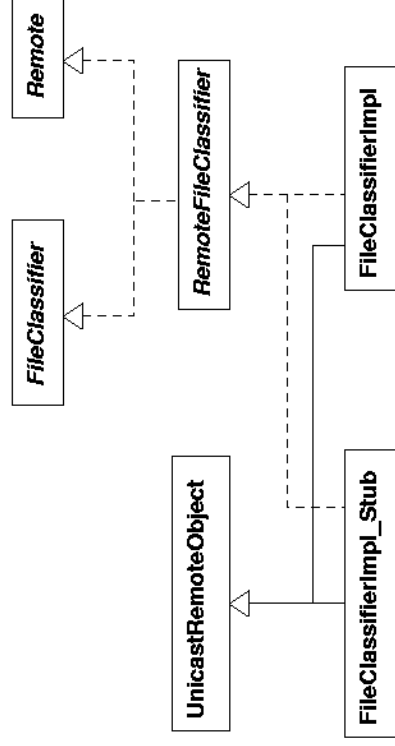 FileClassifier
Remote
UnicastRemoteObject
RemoteFileClassifier
FileClassifierImpl_Stub
FileClassifierImpl